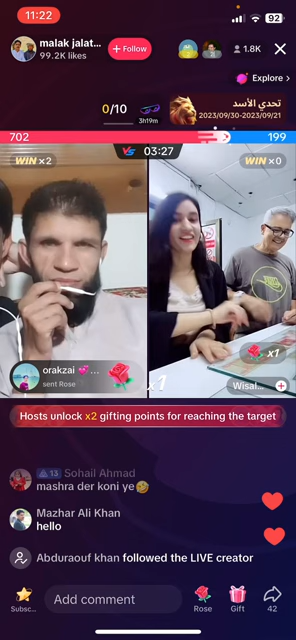 11:22
92
malak jalat...
99.2K likes
+ Follow
1.8K
Explore >
0/10
3h19m
تحدي الأسد
2023/09/30-2023/09/21
702
VS 03:27
199
WIN ×2
WIN ×0
orakzai 💞...
sent Rose
x1
x1
Wisal...
Hosts unlock x2 gifting points for reaching the target
13 Sohail Ahmad
mashra der koni ye🤣
Mazhar Ali Khan
hello
Abduraouf khan followed the LIVE creator
Subsc...
Add comment
Rose
Gift
42